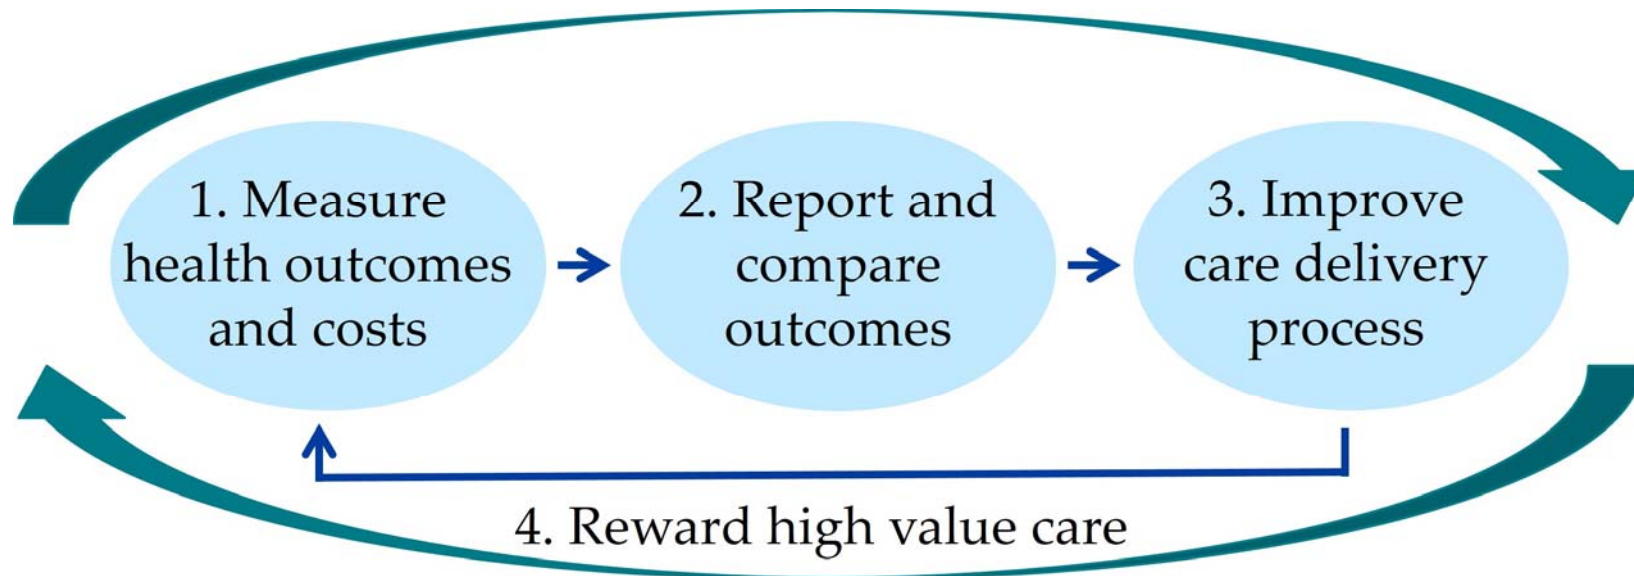 1. Measure
health outcomes
and costs
2. Report and
compare
outcomes
3. Improve
care delivery
process
4. Reward high value care